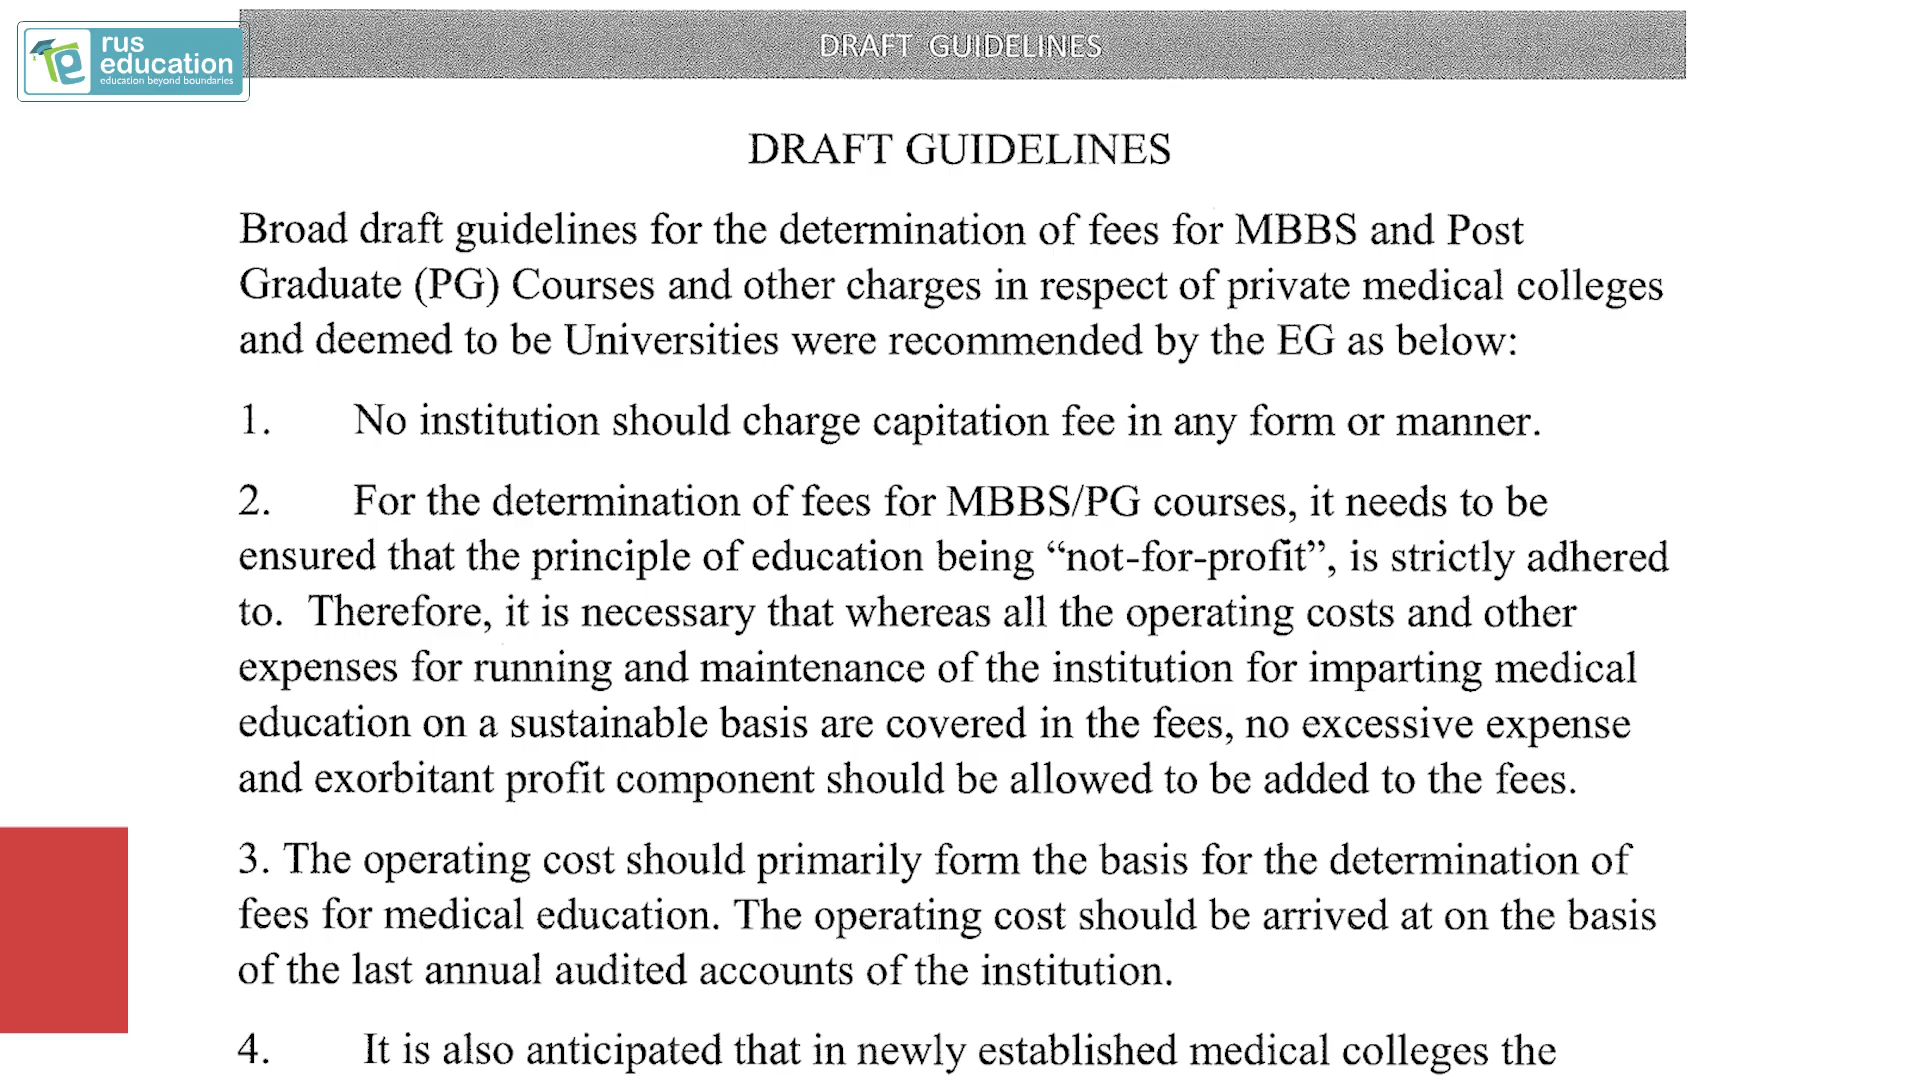 rus
education
education beyond boundaries
DRAFT GUIDELINES
DRAFT GUIDELINES
Broad draft guidelines for the determination of fees for MBBS and Post
Graduate (PG) Courses and other charges in respect of private medical colleges
and deemed to be Universities were recommended by the EG as below:
1. No institution should charge capitation fee in any form or manner.
2. For the determination of fees for MBBS/PG courses, it needs to be
ensured that the principle of education being “not-for-profit”, is strictly adhered
to. Therefore, it is necessary that whereas all the operating costs and other
expenses for running and maintenance of the institution for imparting medical
education on a sustainable basis are covered in the fees, no excessive expense
and exorbitant profit component should be allowed to be added to the fees.
3. The operating cost should primarily form the basis for the determination of
fees for medical education. The operating cost should be arrived at on the basis
of the last annual audited accounts of the institution.
4. It is also anticipated that in newly established medical colleges the